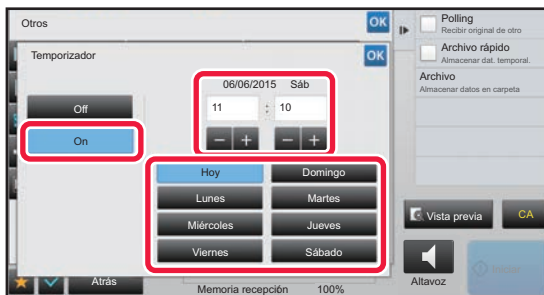 Otros
OK
Temporizador
OK
06/06/2015 Sáb
11 : 10
Off
On
Hoy
Domingo
Lunes
Martes
Miércoles
Jueves
Viernes
Sábado
Atrás
Memoria recepción 100%
Polling
Recibir original de otro
Archivo rápido
Almacenar dat. temporal.
Archivo
Almacenar datos en carpeta
Vista previa
CA
Altavoz